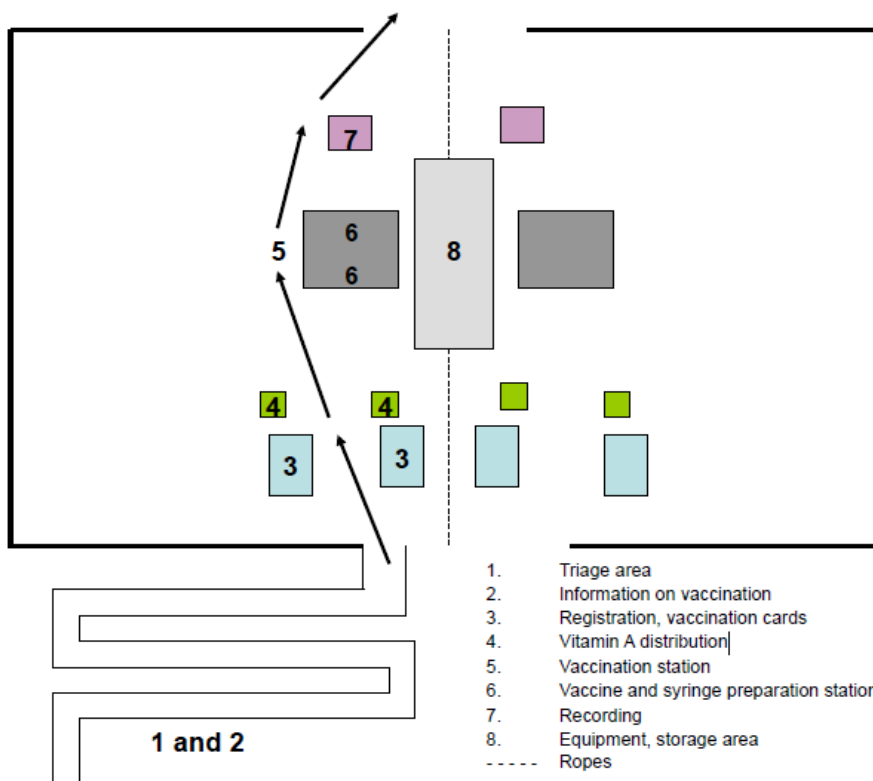 7
6
5
8
6
4
4
3
3
1. Triage area
2. Information on vaccination
3. Registration, vaccination cards
4. Vitamin A distribution
5. Vaccination station
6. Vaccine and syringe preparation station
7. Recording
8. Equipment, storage area
- - - - - Ropes
1 and 2